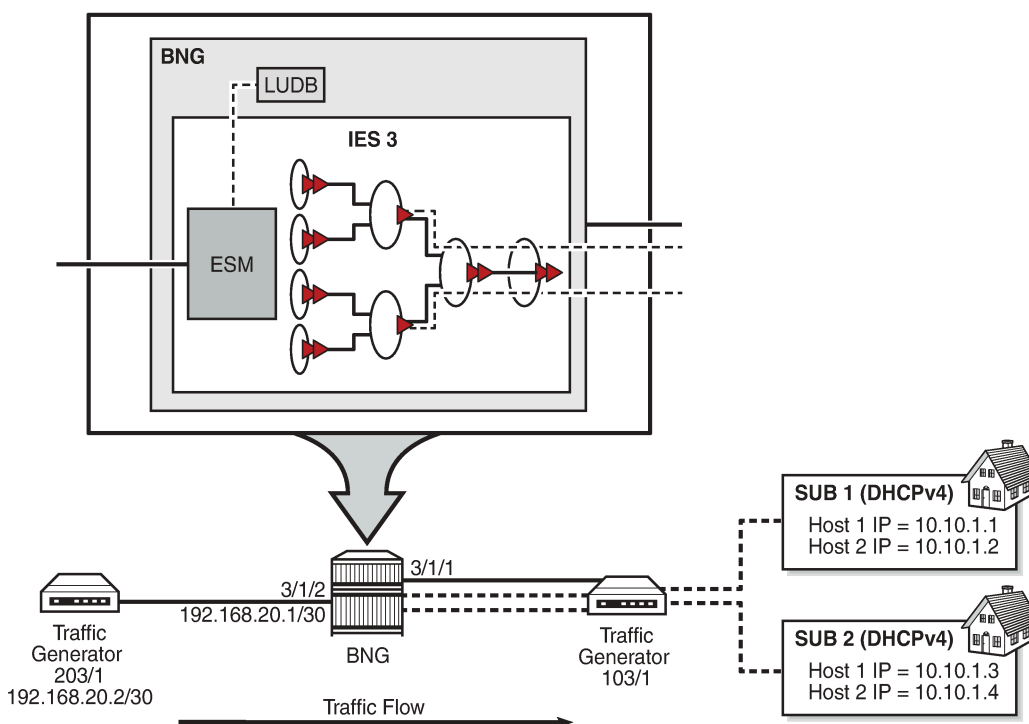 BNG
LUDB
IES 3
ESM
SUB 1 (DHCPv4)
Host 1 IP = 10.10.1.1
Host 2 IP = 10.10.1.2
3/1/1
3/1/2
192.168.20.1/30
Traffic
Generator
203/1
192.168.20.2/30
BNG
Traffic
Generator
103/1
SUB 2 (DHCPv4)
Host 1 IP = 10.10.1.3
Host 2 IP = 10.10.1.4
Traffic Flow